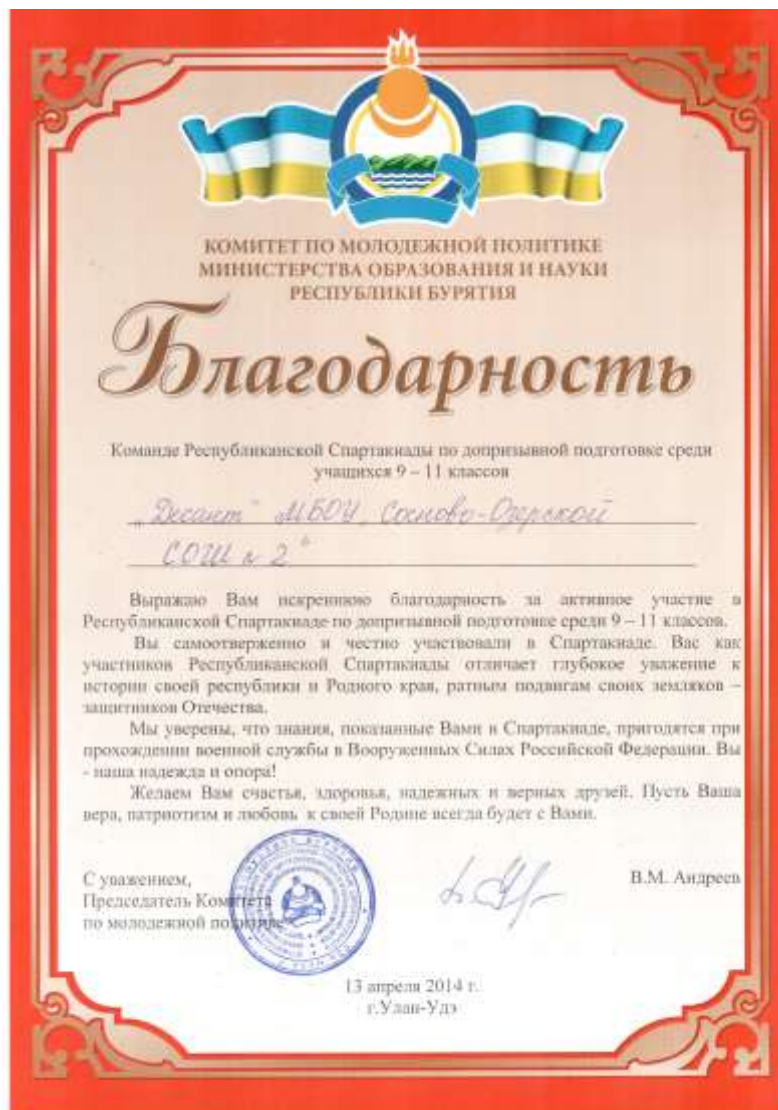 КОМИТЕТ ПО МОЛОДЕЖНОЙ ПОЛИТИКЕ
МИНИСТЕРСТВА ОБРАЗОВАНИЯ И НАУКИ
РЕСПУБЛИКИ БУРЯТИЯ
Благодарность
Команде Республиканской Спартакиады по допризывной подготовке среди
учащихся 9 – 11 классов
„Десант" МБОУ „Сосново-Озерской
СОШ № 2"
Выражаю Вам искреннюю благодарность за активное участие в
Республиканской Спартакиаде по допризывной подготовке среди 9 – 11 классов.
Вы самоотверженно и честно участвовали в Спартакиаде. Вас как
участников Республиканской Спартакиады отличает глубокое уважение к
истории своей республики и Родного края, ратным подвигам своих земляков –
защитников Отечества.
Мы уверены, что знания, показанные Вами в Спартакиаде, пригодятся при
прохождении военной службы в Вооруженных Силах Российской Федерации. Вы
- наша надежда и опора!
Желаем Вам счастья, здоровья, надежных и верных друзей. Пусть Ваша
вера, патриотизм и любовь к своей Родине всегда будет с Вами.
С уважением,
Председатель Комитета
по молодежной политике
В.М. Андреев
13 апреля 2014 г.
г.Улан-Удэ